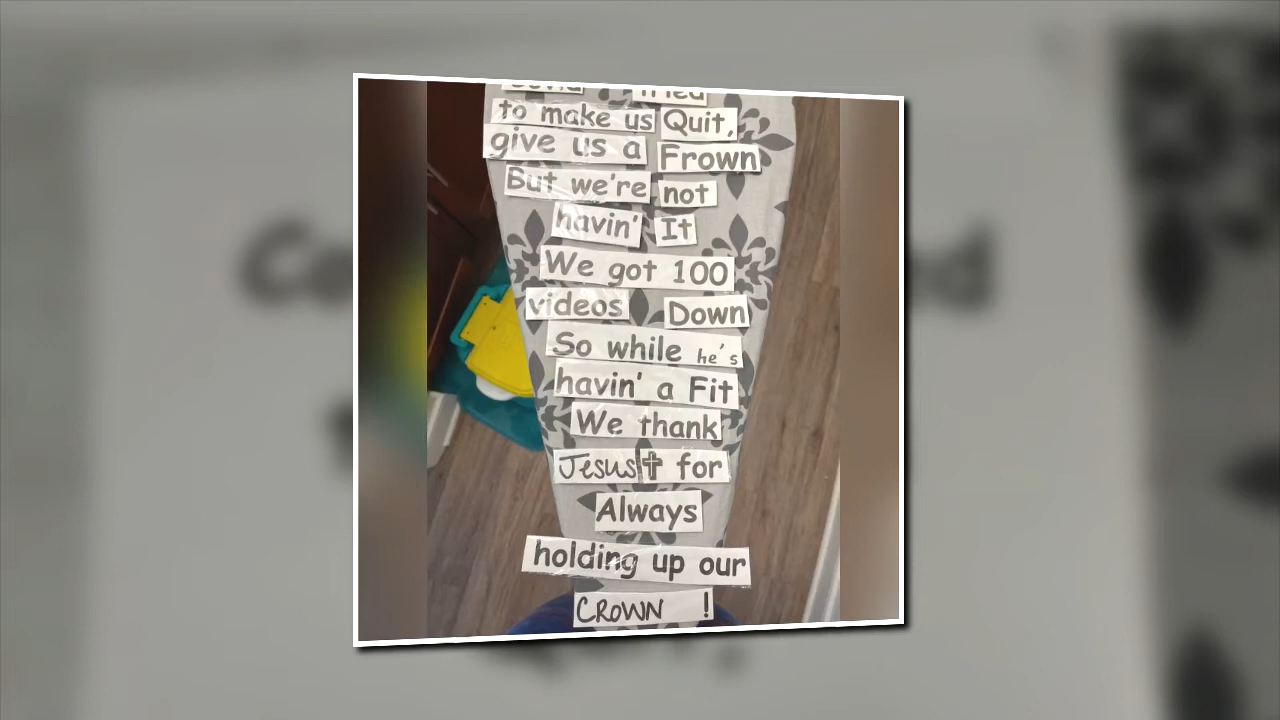 to make us Quit,
give us a Frown
But we're not
havin' It
We got 100
videos Down
So while he's
havin' a Fit
We thank
Jesus✝ for
Always
holding up our
CROWN !